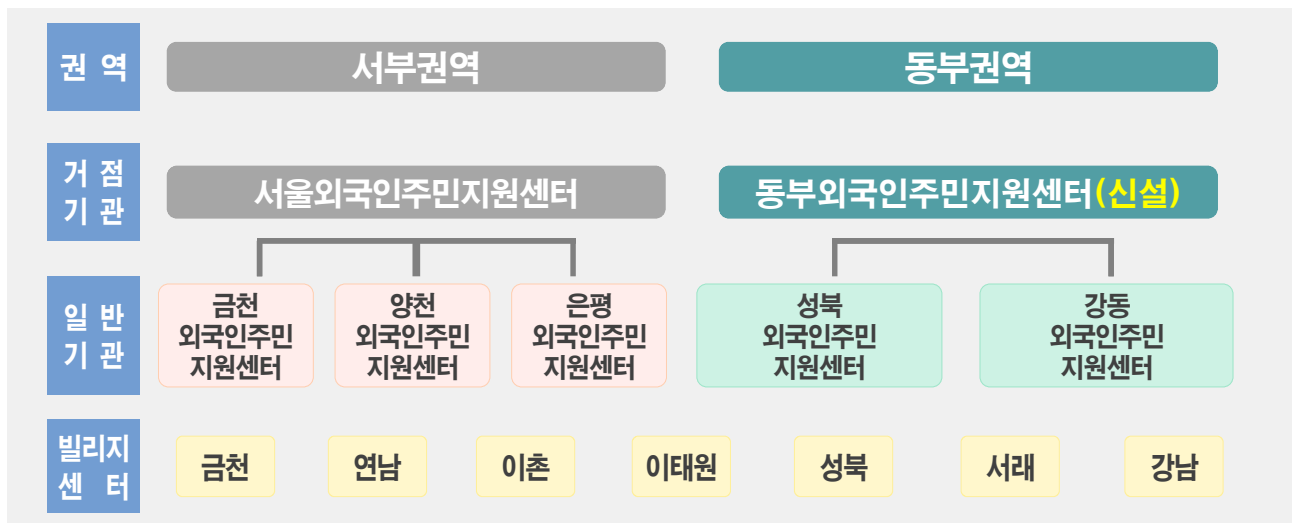 권 역
서부권역
동부권역
거 점
기 관
서울외국인주민지원센터
동부외국인주민지원센터(신설)
일 반
기 관
금천
외국인주민
지원센터
양천
외국인주민
지원센터
은평
외국인주민
지원센터
성북
외국인주민
지원센터
강동
외국인주민
지원센터
빌리지
센 터
금천
연남
이촌
이태원
성북
서래
강남